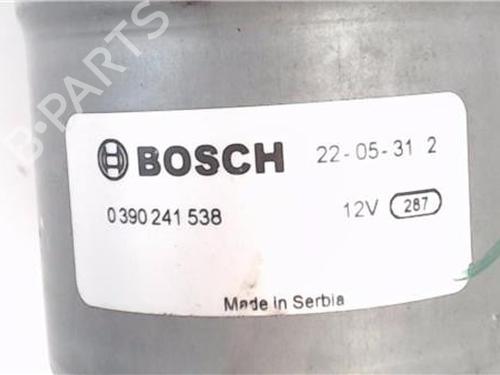 B-PARTS
BOSCH 22-05-31 2
0 390 241 538 12V 287
Made in Serbia